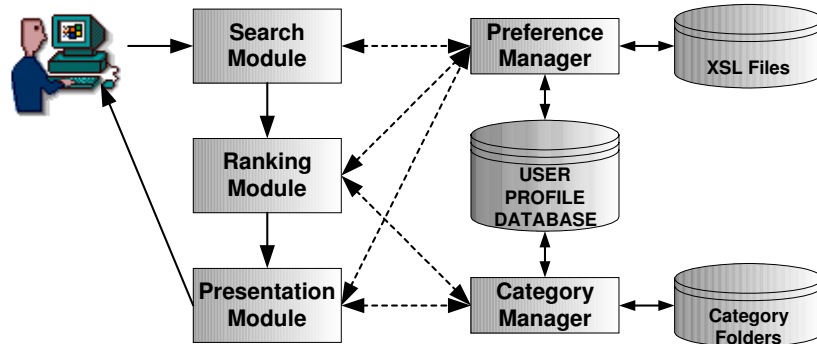 Search
Module
Preference
Manager
XSL Files
Ranking
Module
USER
PROFILE
DATABASE
Presentation
Module
Category
Manager
Category
Folders